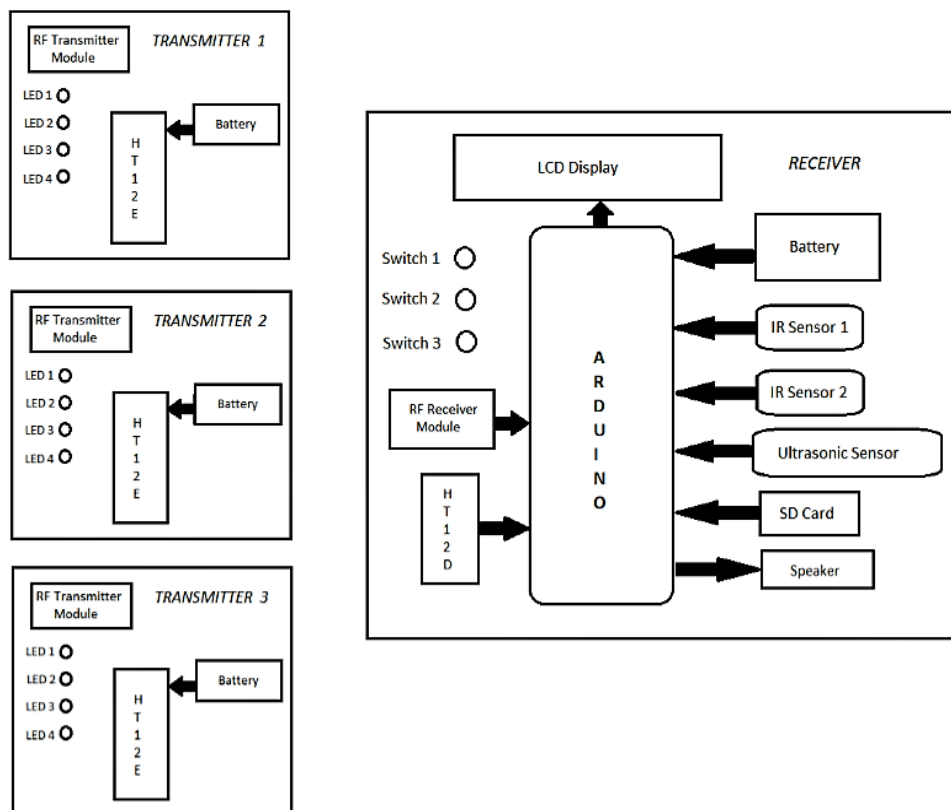 RF Transmitter
Module
TRANSMITTER 1
LED 1
LED 2
LED 3
LED 4
H
T
1
2
E
Battery
RF Transmitter
Module
TRANSMITTER 2
LED 1
LED 2
LED 3
LED 4
H
T
1
2
E
Battery
RF Transmitter
Module
TRANSMITTER 3
LED 1
LED 2
LED 3
LED 4
H
T
1
2
E
Battery
LCD Display
RECEIVER
Switch 1
Switch 2
Switch 3
RF Receiver
Module
H
T
1
2
D
A
R
D
U
I
N
O
Battery
IR Sensor 1
IR Sensor 2
Ultrasonic Sensor
SD Card
Speaker